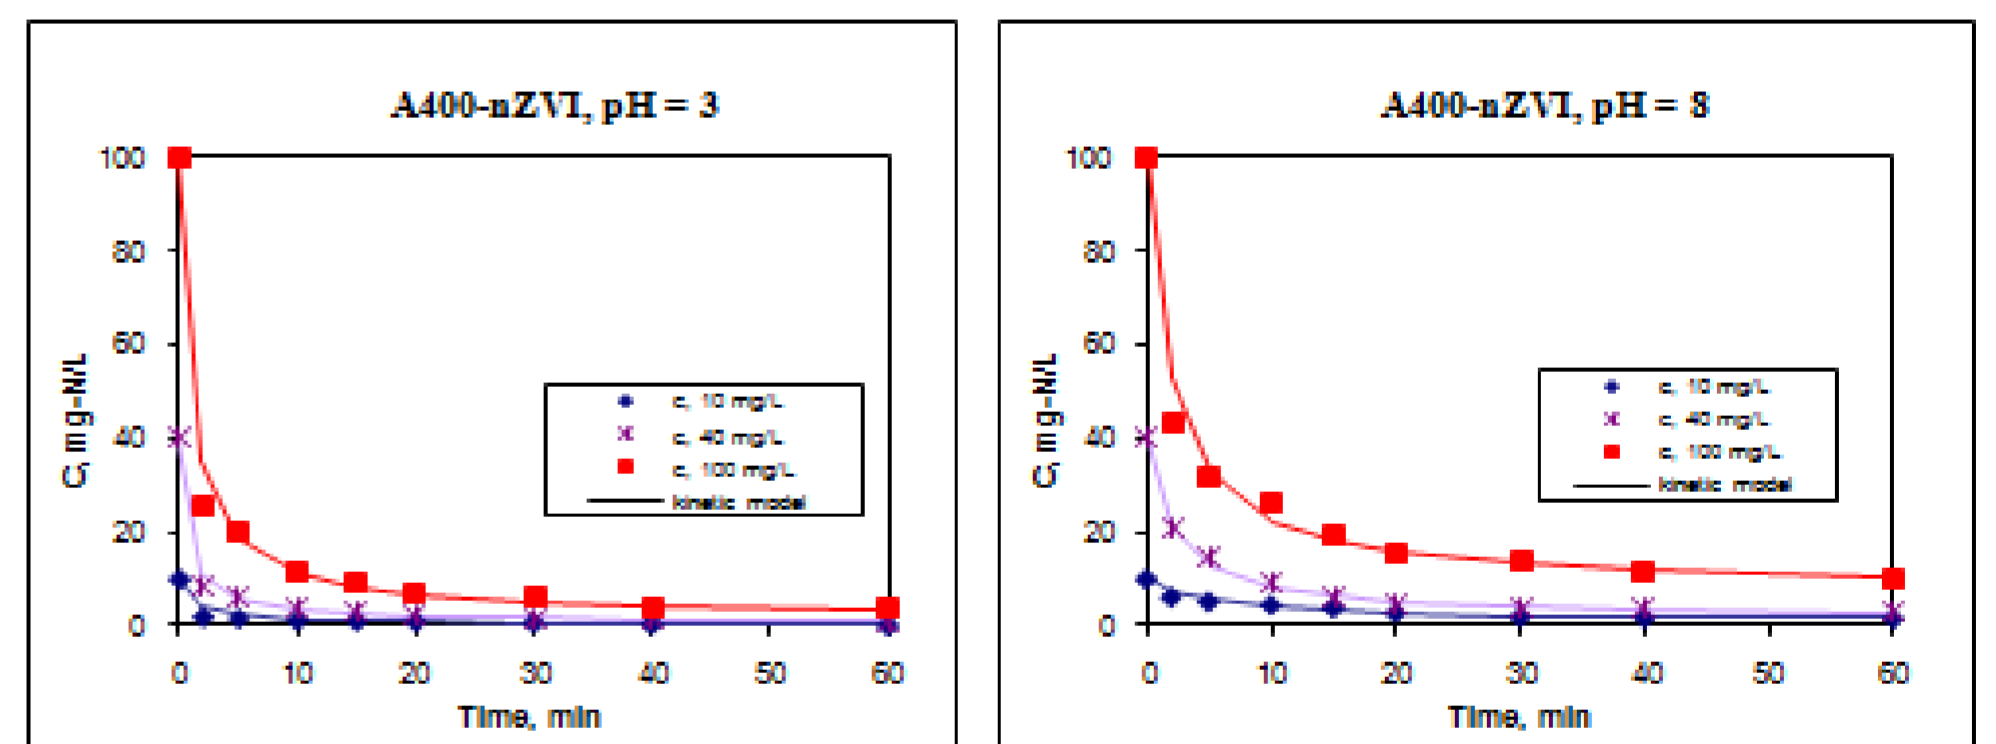 A400-nZVI, pH = 3
100
80
60
40
20
0
C, mg-N/L
c, 10 mg/L
c, 40 mg/L
c, 100 mg/L
kinetic model
0 10 20 30 40 50 60
Time, min
A400-nZVI, pH = 8
100
80
60
40
20
0
C, mg-N/L
c, 10 mg/L
c, 40 mg/L
c, 100 mg/L
kinetic model
0 10 20 30 40 50 60
Time, min